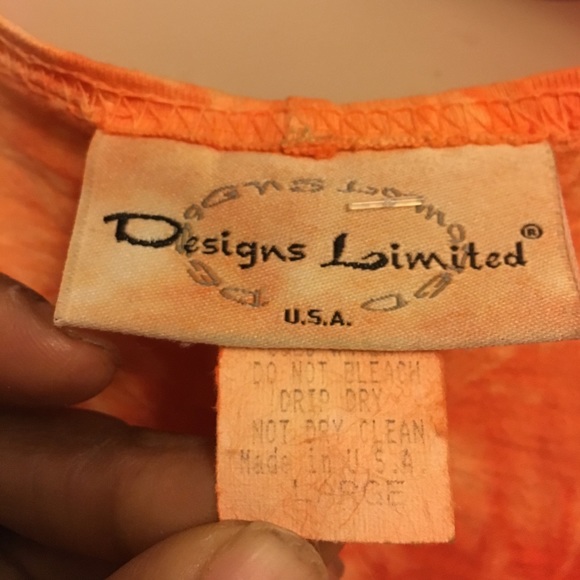 Designs Limited®
U.S.A.
DO NOT BLEACH
DRIP DRY
NOT DRY CLEAN
Made in U.S.A.
LARGE